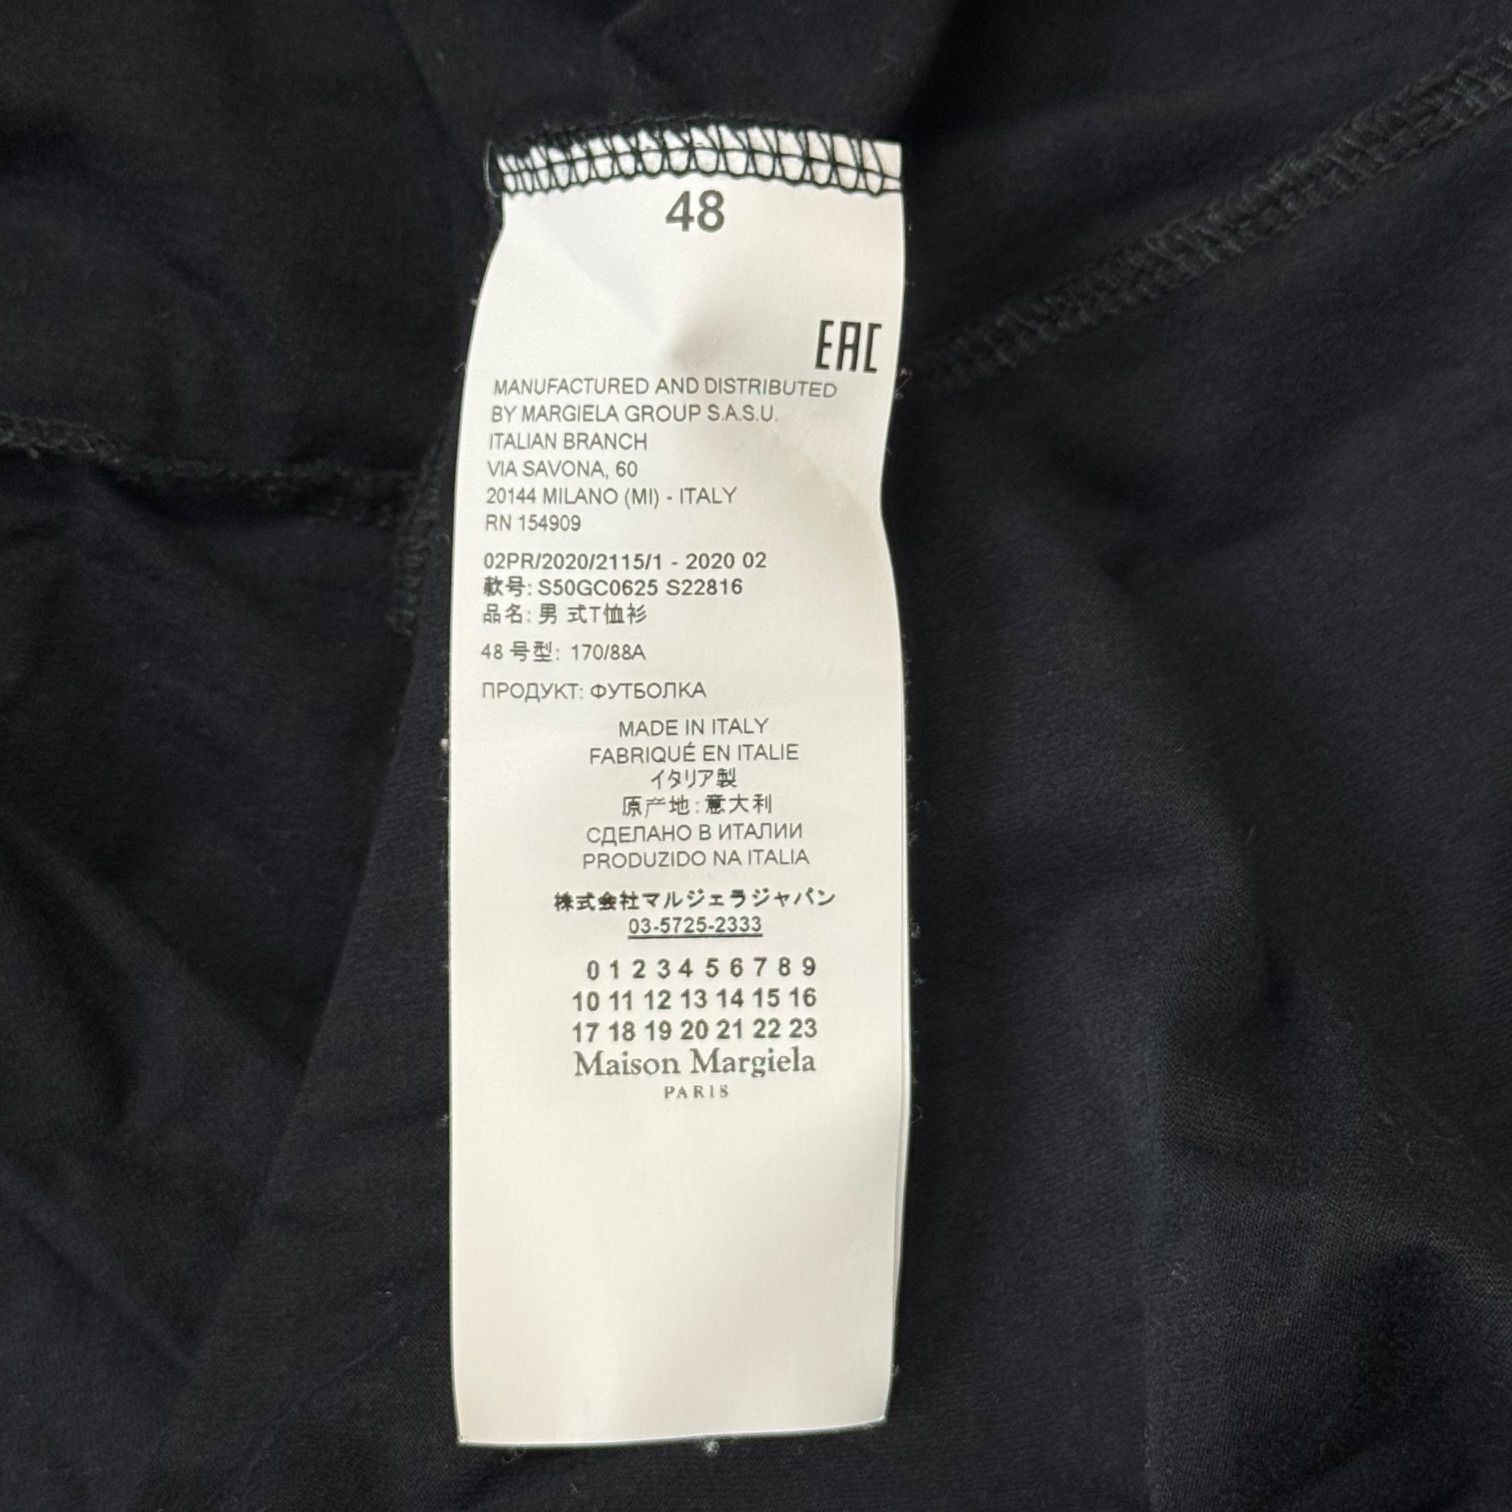 48
EAC
MANUFACTURED AND DISTRIBUTED
BY MARGIELA GROUP S.A.S.U.
ITALIAN BRANCH
VIA SAVONA, 60
20144 MILANO (MI) - ITALY
RN 154909
02PR/2020/2115/1 - 2020 02
款号: S50GC0625 S22816
品名: 男 式T恤衫
48 号型: 170/88A
ПРОДУКТ: ФУТБОЛКА
MADE IN ITALY
FABRIQUÉ EN ITALIE
イタリア製
原产地: 意大利
СДЕЛАНО В ИТАЛИИ
PRODUZIDO NA ITALIA
株式会社マルジェラジャパン
03-5725-2333
0 1 2 3 4 5 6 7 8 9
10 11 12 13 14 15 16
17 18 19 20 21 22 23
Maison Margiela
PARIS